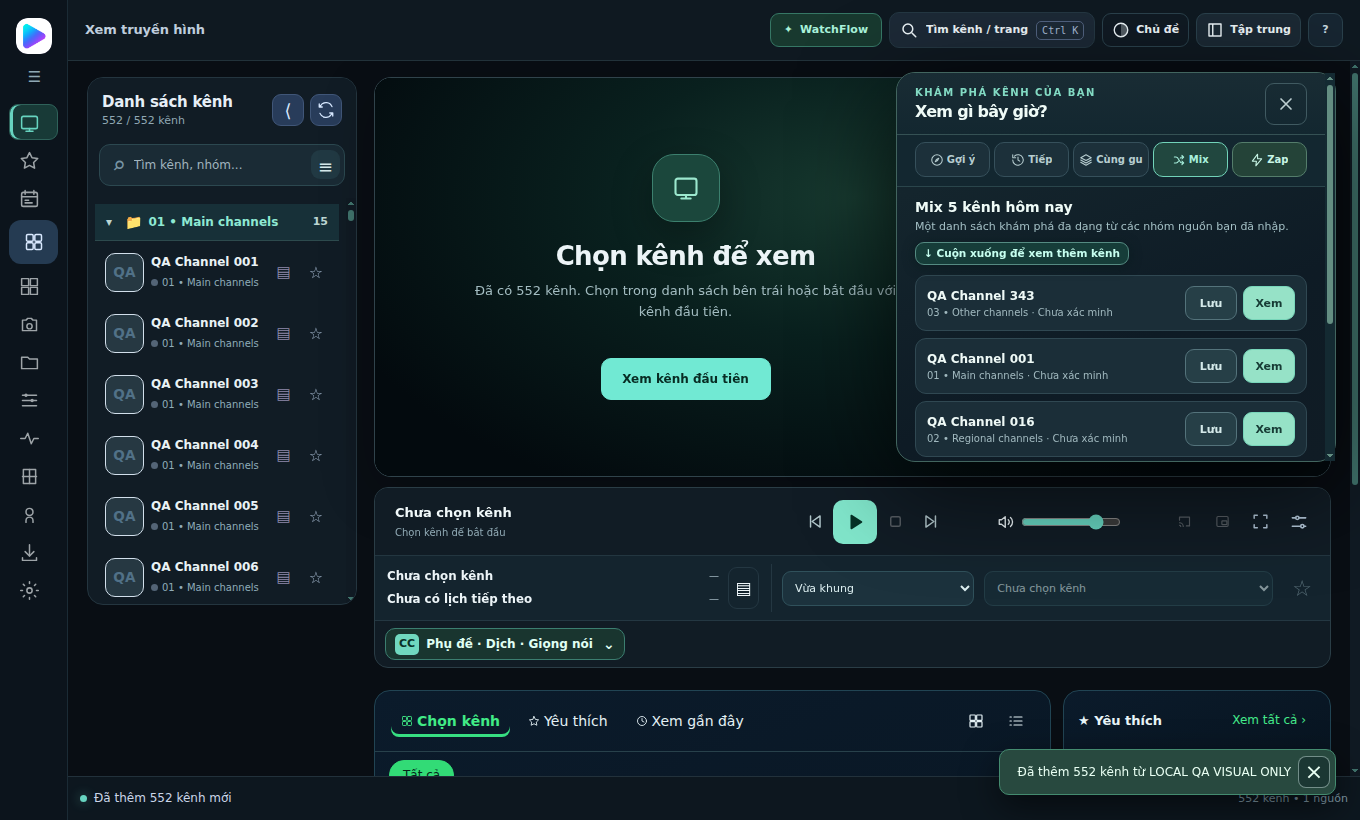 Xem truyền hình
✦ WatchFlow
Tìm kênh / trang Ctrl K
Chủ đề
Tập trung
?
Danh sách kênh
552 / 552 kênh
Tìm kênh, nhóm...
01 • Main channels 15
QA
QA Channel 001
01 • Main channels
QA
QA Channel 002
01 • Main channels
QA
QA Channel 003
01 • Main channels
QA
QA Channel 004
01 • Main channels
QA
QA Channel 005
01 • Main channels
QA
QA Channel 006
01 • Main channels
Chọn kênh để xem
Đã có 552 kênh. Chọn trong danh sách bên trái hoặc bắt đầu với
kênh đầu tiên.
Xem kênh đầu tiên
KHÁM PHÁ KÊNH CỦA BẠN
Xem gì bây giờ?
Gợi ý
Tiếp
Cùng gu
Mix
Zap
Mix 5 kênh hôm nay
Một danh sách khám phá đa dạng từ các nhóm nguồn bạn đã nhập.
↓ Cuộn xuống để xem thêm kênh
QA Channel 343
03 • Other channels · Chưa xác minh
Lưu
Xem
QA Channel 001
01 • Main channels · Chưa xác minh
Lưu
Xem
QA Channel 016
02 • Regional channels · Chưa xác minh
Lưu
Xem
Chưa chọn kênh
Chọn kênh để bắt đầu
Chưa chọn kênh —
Chưa có lịch tiếp theo —
Vừa khung
Chưa chọn kênh
CC Phụ đề · Dịch · Giọng nói
Chọn kênh
Yêu thích
Xem gần đây
★ Yêu thích
Xem tất cả ›
Tất cả
Đã thêm 552 kênh từ LOCAL QA VISUAL ONLY
Đã thêm 552 kênh mới
552 kênh • 1 nguồn